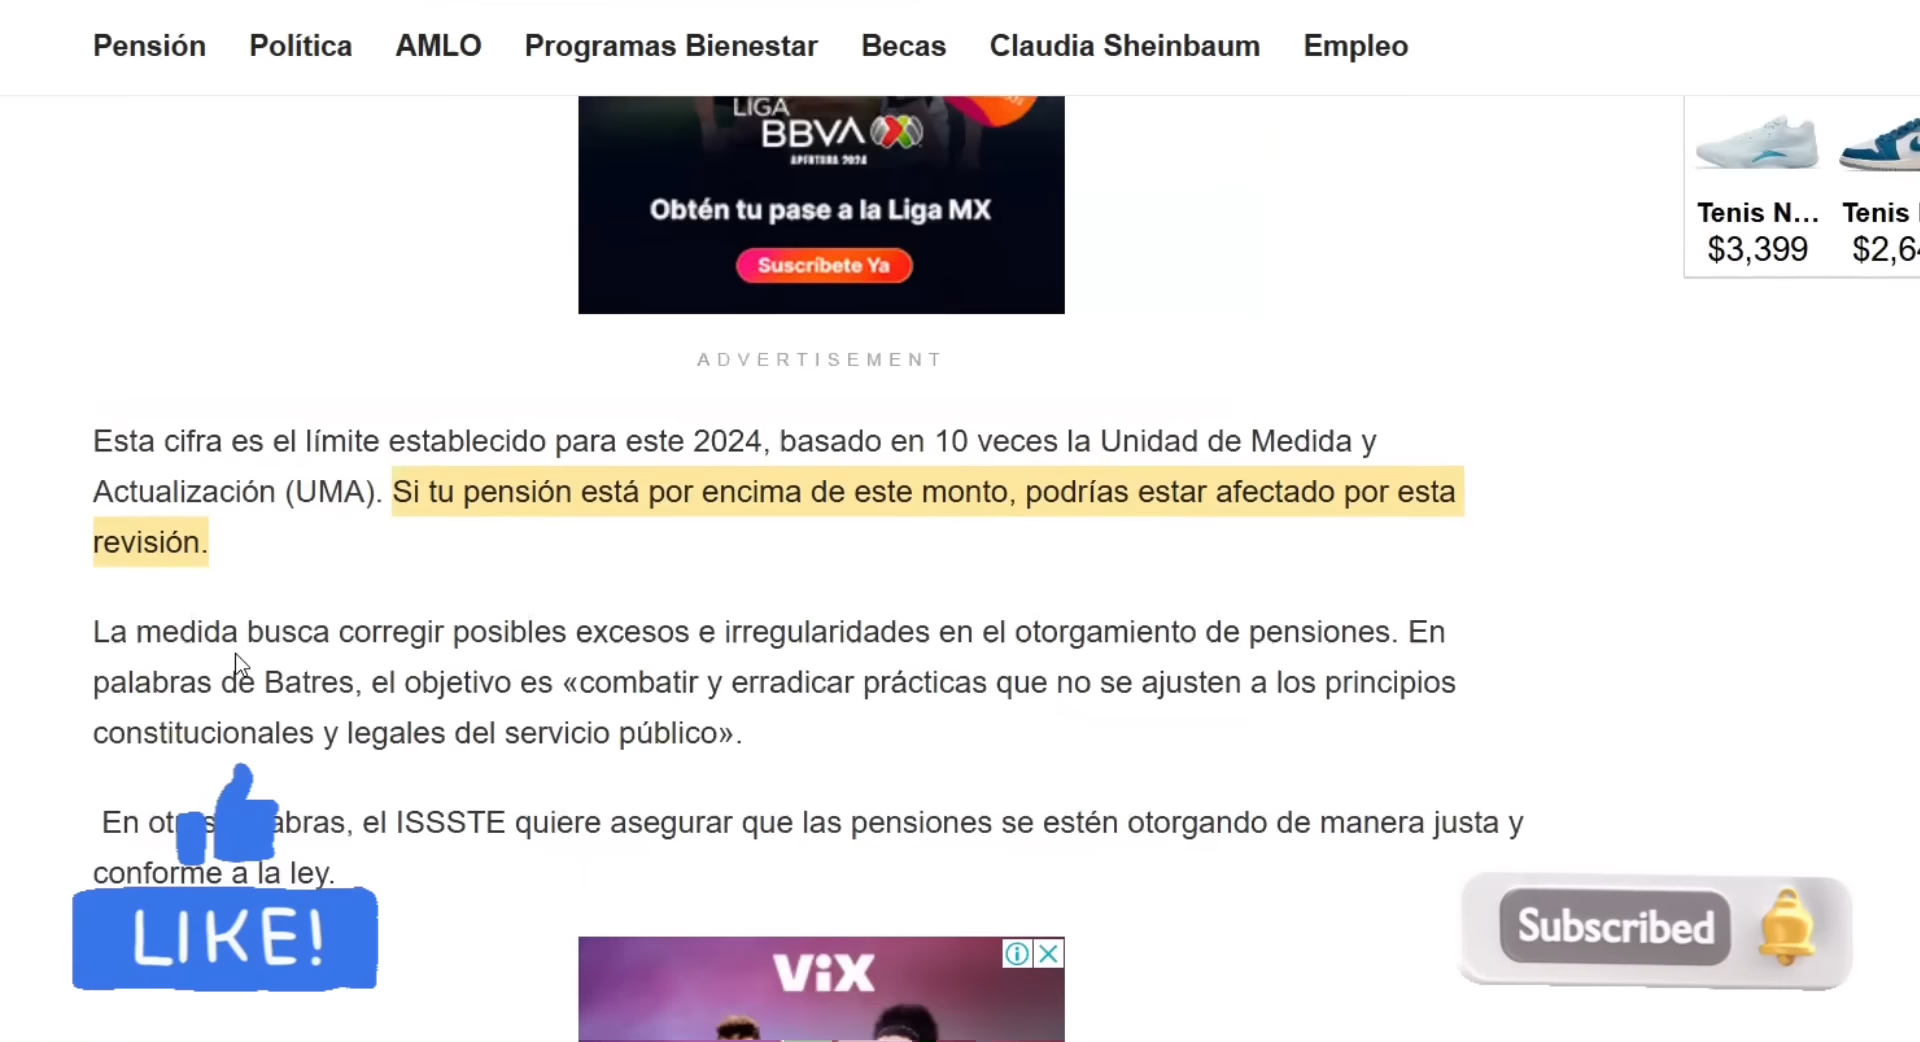 Pensión Política AMLO Programas Bienestar Becas Claudia Sheinbaum Empleo
LIGA
BBVA
APERTURA 2024
Obtén tu pase a la Liga MX
Suscríbete Ya
Tenis N... Tenis
$3,399 $2,64
ADVERTISEMENT
Esta cifra es el límite establecido para este 2024, basado en 10 veces la Unidad de Medida y
Actualización (UMA). Si tu pensión está por encima de este monto, podrías estar afectado por esta
revisión.
La medida busca corregir posibles excesos e irregularidades en el otorgamiento de pensiones. En
palabras de Batres, el objetivo es «combatir y erradicar prácticas que no se ajusten a los principios
constitucionales y legales del servicio público».
En ot s abras, el ISSSTE quiere asegurar que las pensiones se estén otorgando de manera justa y
conforme a la ley.
LIKE!
Subscribed
ViX